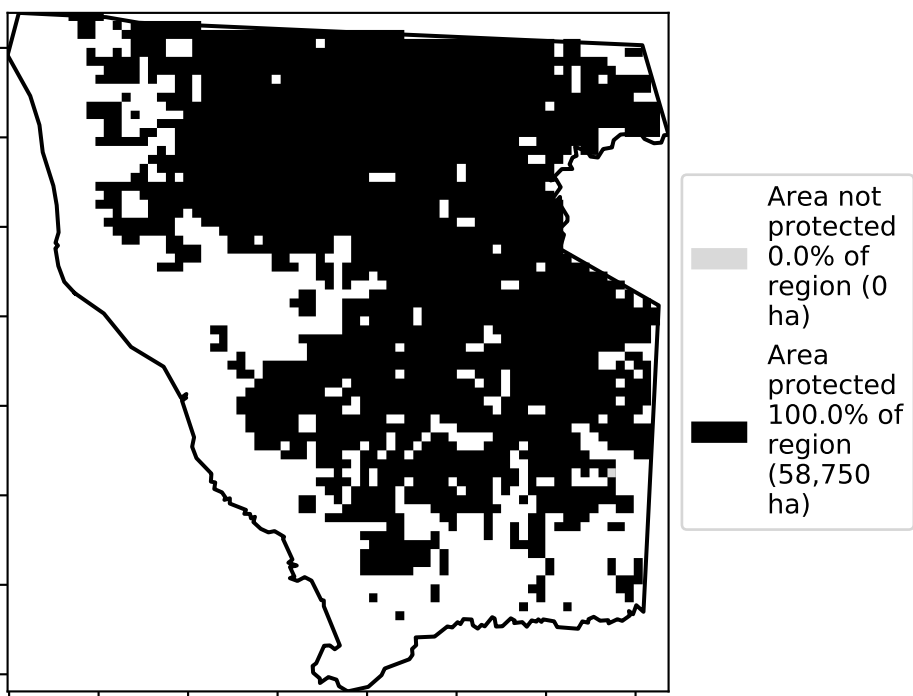 Area not
protected
0.0% of
region (0
ha)
Area
protected
100.0% of
region
(58,750
ha)